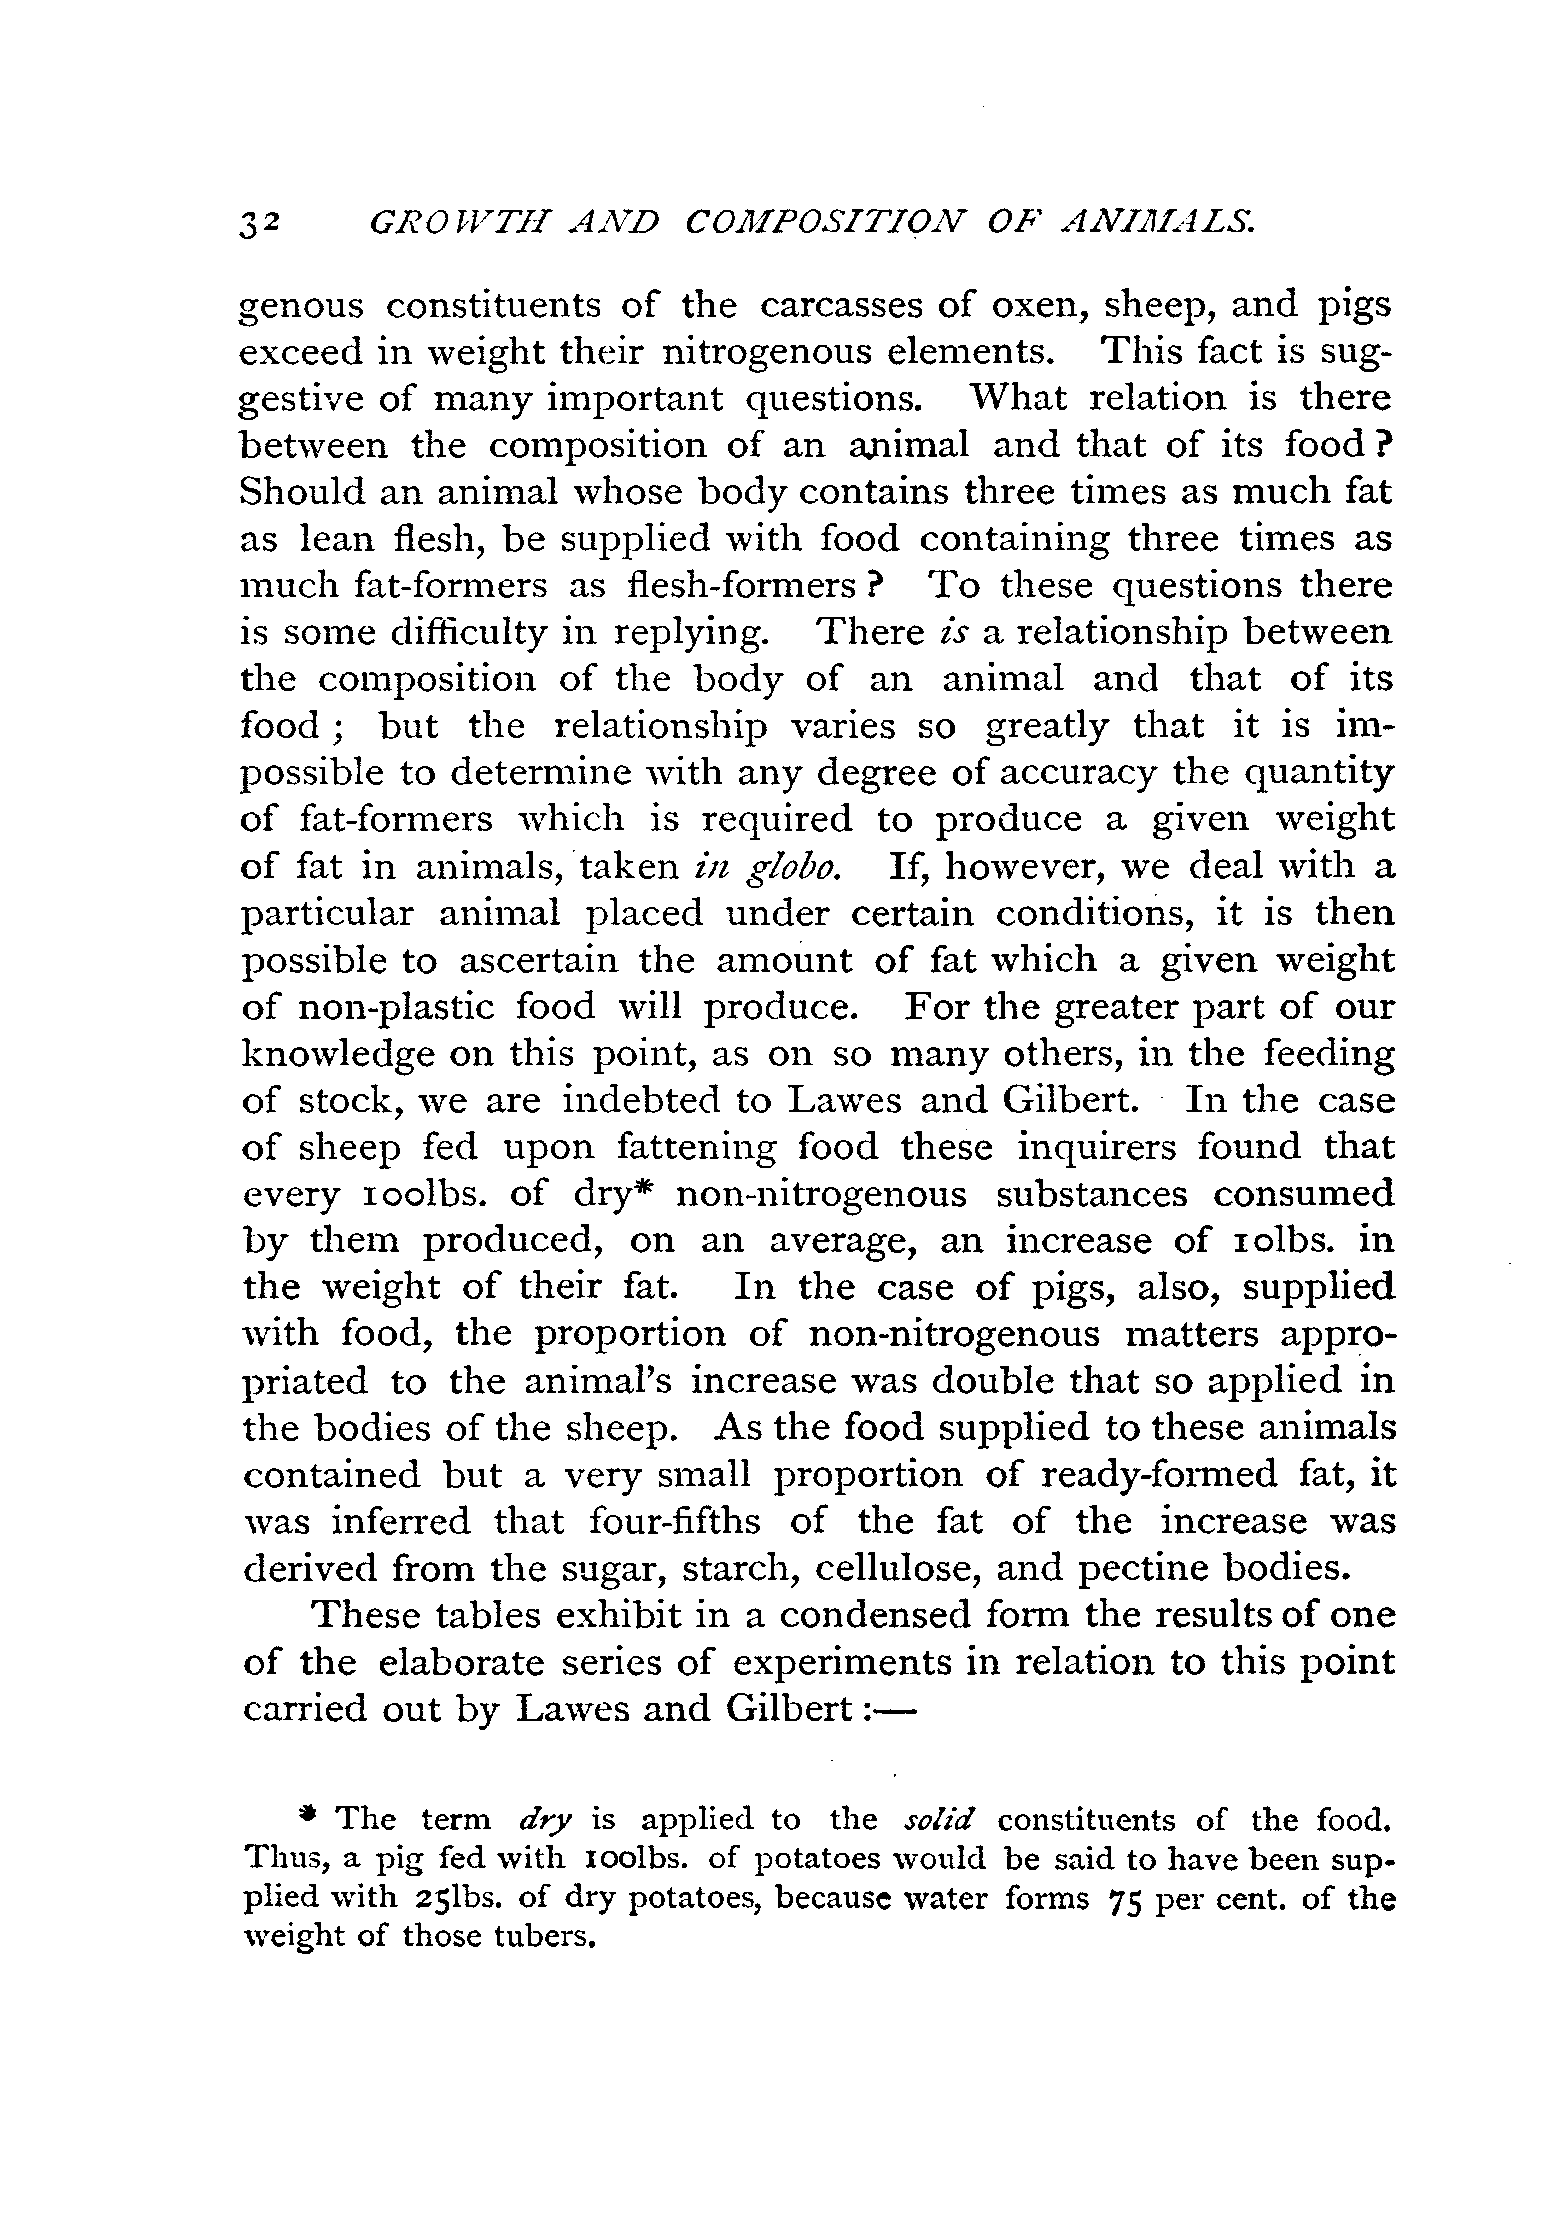 32 GROWTH AND COMPOSITION OF ANIMALS.
genous constituents of the carcasses of oxen, sheep, and pigs
exceed in weight their nitrogenous elements. This fact is sug-
gestive of many important questions. What relation is there
between the composition of an animal and that of its food ?
Should an animal whose body contains three times as much fat
as lean flesh, be supplied with food containing three times as
much fat-formers as flesh-formers ? To these questions there
is some difficulty in replying. There is a relationship between
the composition of the body of an animal and that of its
food ; but the relationship varies so greatly that it is im-
possible to determine with any degree of accuracy the quantity
of fat-formers which is required to produce a given weight
of fat in animals, taken in globo. If, however, we deal with a
particular animal placed under certain conditions, it is then
possible to ascertain the amount of fat which a given weight
of non-plastic food will produce. For the greater part of our
knowledge on this point, as on so many others, in the feeding
of stock, we are indebted to Lawes and Gilbert. In the case
of sheep fed upon fattening food these inquirers found that
every 100lbs. of dry* non-nitrogenous substances consumed
by them produced, on an average, an increase of 10lbs. in
the weight of their fat. In the case of pigs, also, supplied
with food, the proportion of non-nitrogenous matters appro-
priated to the animal's increase was double that so applied in
the bodies of the sheep. As the food supplied to these animals
contained but a very small proportion of ready-formed fat, it
was inferred that four-fifths of the fat of the increase was
derived from the sugar, starch, cellulose, and pectine bodies.
These tables exhibit in a condensed form the results of one
of the elaborate series of experiments in relation to this point
carried out by Lawes and Gilbert :—
* The term dry is applied to the solid constituents of the food.
Thus, a pig fed with 100lbs. of potatoes would be said to have been sup-
plied with 25lbs. of dry potatoes, because water forms 75 per cent. of the
weight of those tubers.